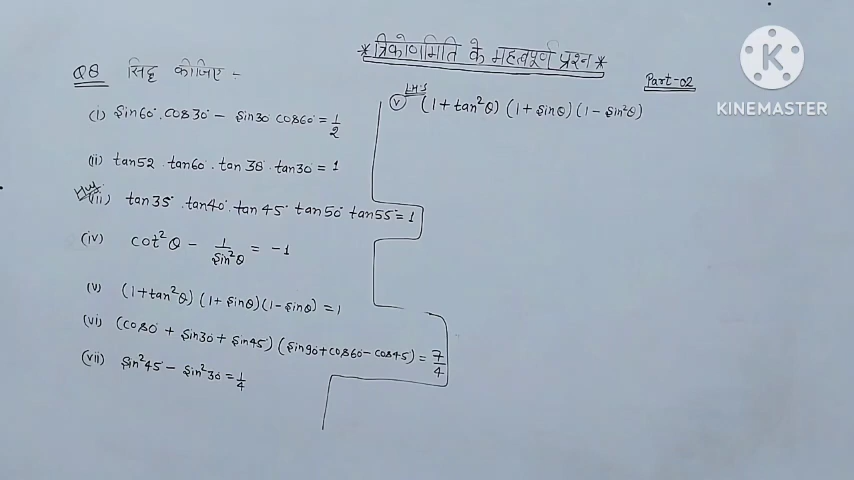 * त्रिकोणमिति के महत्वपूर्ण प्रश्न *
Part-02
KINEMASTER
Q8 सिद्ध कीजिए -
(i) sin60°.cos30° - sin30 cos60° = 1/2
(ii) tan52 . tan60 . tan38 . tan30° = 1
H.W (iii) tan35° . tan40° . tan45° tan50° tan55° = 1
(iv) cot²θ - 1/sin²θ = -1
(v) (1+tan²θ) (1+sinθ)(1-sinθ) = 1
(vi) (cos0° + sin30 + sin45) (sin90+cos60-cos45) = 7/4
(vii) sin²45 - sin²30 = 1/4
LHS
(v) (1+tan²θ) (1+sinθ) (1-sin²θ)